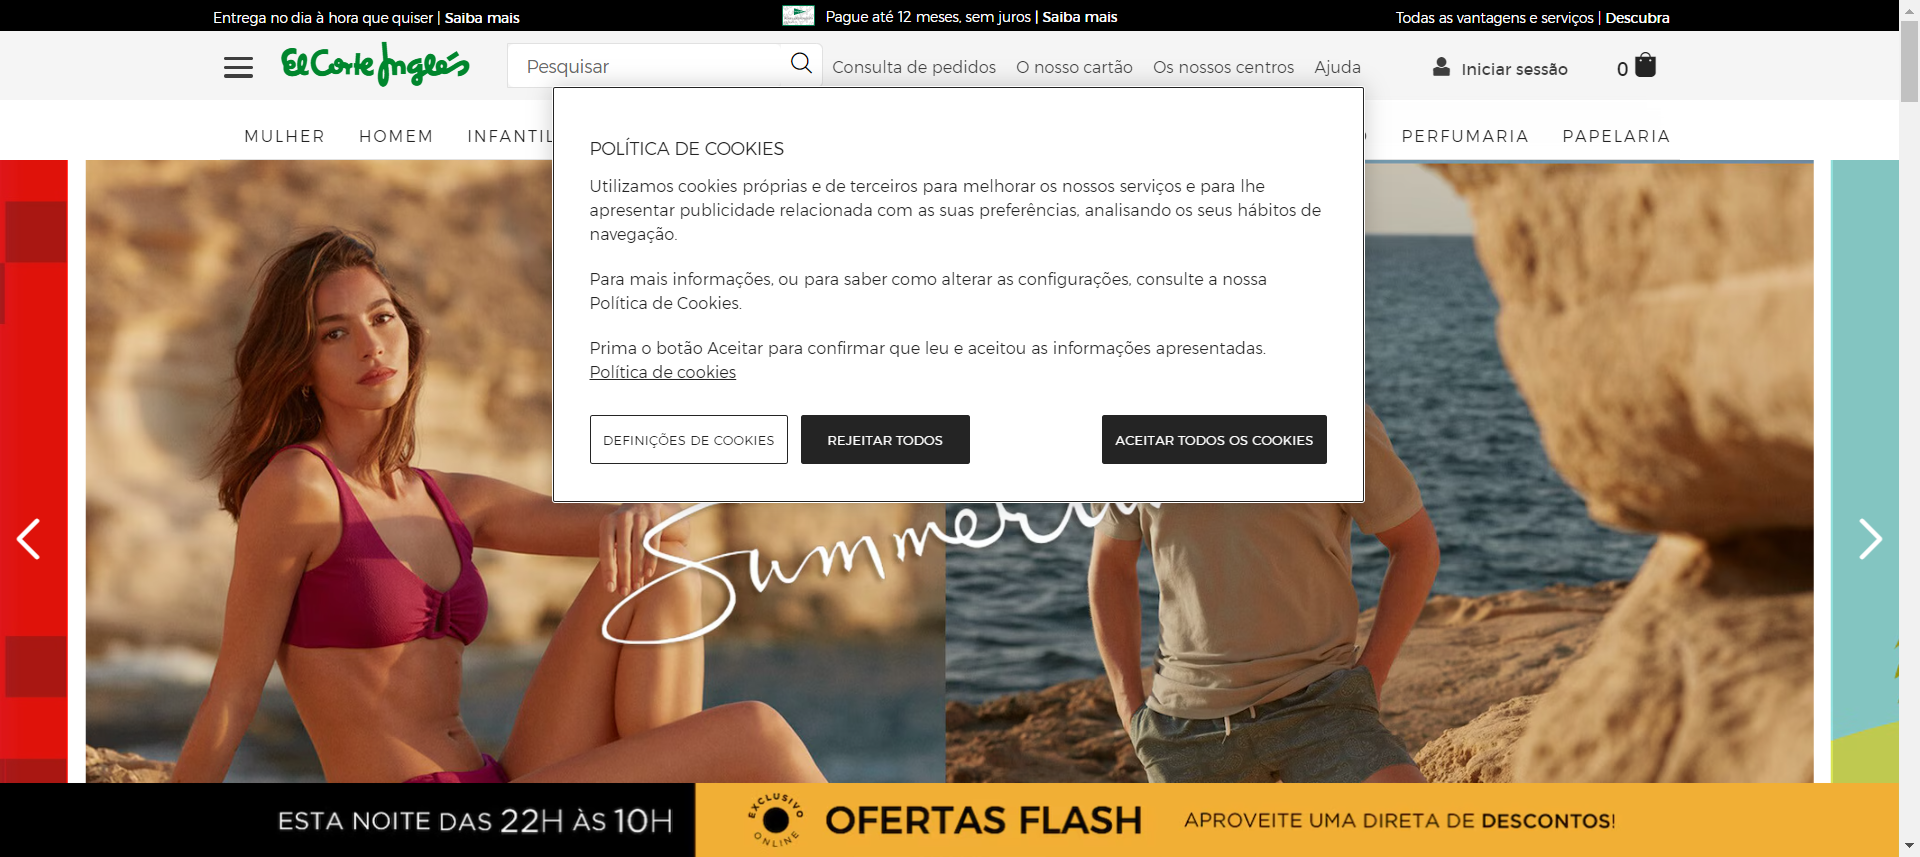 Entrega no dia à hora que quiser | Saiba mais
Pague até 12 meses, sem juros | Saiba mais
Todas as vantagens e serviços | Descubra
El Corte Inglés
Pesquisar
Consulta de pedidos
O nosso cartão
Os nossos centros
Ajuda
Iniciar sessão
0
MULHER
HOMEM
INFANTIL
PERFUMARIA
PAPELARIA
POLÍTICA DE COOKIES
Utilizamos cookies próprias e de terceiros para melhorar os nossos serviços e para lhe
apresentar publicidade relacionada com as suas preferências, analisando os seus hábitos de
navegação.
Para mais informações, ou para saber como alterar as configurações, consulte a nossa
Política de Cookies.
Prima o botão Aceitar para confirmar que leu e aceitou as informações apresentadas.
Política de cookies
DEFINIÇÕES DE COOKIES
REJEITAR TODOS
ACEITAR TODOS OS COOKIES
ESTA NOITE DAS 22H ÀS 10H
EXCLUSIVO
ONLINE
OFERTAS FLASH
APROVEITE UMA DIRETA DE DESCONTOS!